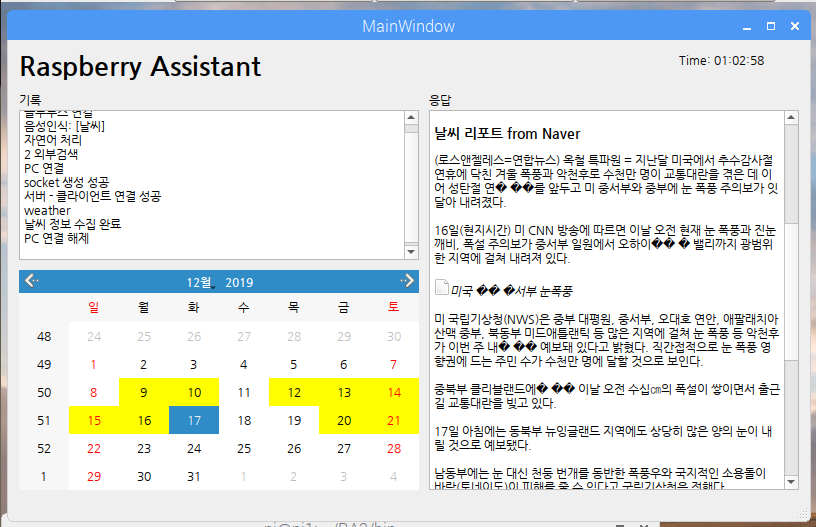 MainWindow
Raspberry Assistant
Time: 01:02:58
기록
블루투스 연결
음성인식: [날씨]
자연어 처리
2 외부검색
PC 연결
socket 생성 성공
서버 - 클라이언트 연결 성공
weather
날씨 정보 수집 완료
PC 연결 해제
12월 2019
일 월 화 수 목 금 토
48 24 25 26 27 28 29 30
49 1 2 3 4 5 6 7
50 8 9 10 11 12 13 14
51 15 16 17 18 19 20 21
52 22 23 24 25 26 27 28
1 29 30 31 1 2 3 4
응답
날씨 리포트 from Naver
(로스앤젤레스=연합뉴스) 옥철 특파원 = 지난달 미국에서 추수감사절
연휴에 닥친 겨울 폭풍과 악천후로 수천만 명이 교통대란을 겪은 데 이
어 성탄절 연� ��를 앞두고 미 중서부와 중부에 눈 폭풍 주의보가 잇
달아 내려졌다.
16일(현지시간) 미 CNN 방송에 따르면 이날 오전 현재 눈 폭풍과 진눈
깨비, 폭설 주의보가 중서부 일원에서 오하이�� � 밸리까지 광범위
한 지역에 걸쳐 내려져 있다.
미국 �� �서부 눈폭풍
미 국립기상청(NWS)은 중부 대평원, 중서부, 오대호 연안, 애팔래치아
산맥 중부, 북동부 미드애틀랜틱 등 많은 지역에 걸쳐 눈 폭풍 등 악천후
가 이번 주 내� �� 예보돼 있다고 밝혔다. 직간접적으로 눈 폭풍 영
향권에 드는 주민 수가 수천만 명에 달할 것으로 보인다.
중북부 클리블랜드에� �� 이날 오전 수십㎝의 폭설이 쌓이면서 출근
길 교통대란을 빚고 있다.
17일 아침에는 동북부 뉴잉글랜드 지역에도 상당히 많은 양의 눈이 내
릴 것으로 예보됐다.
남동부에는 눈 대신 천둥 번개를 동반한 폭풍우와 국지적인 소용돌이
바람(토네이도)이 피해를 줄 수 있다고 국립기상청은 전했다.